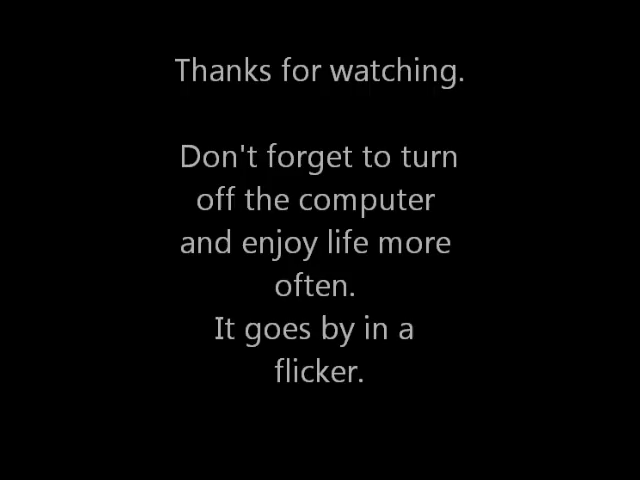 Thanks for watching.
Don't forget to turn
off the computer
and enjoy life more
often.
It goes by in a
flicker.